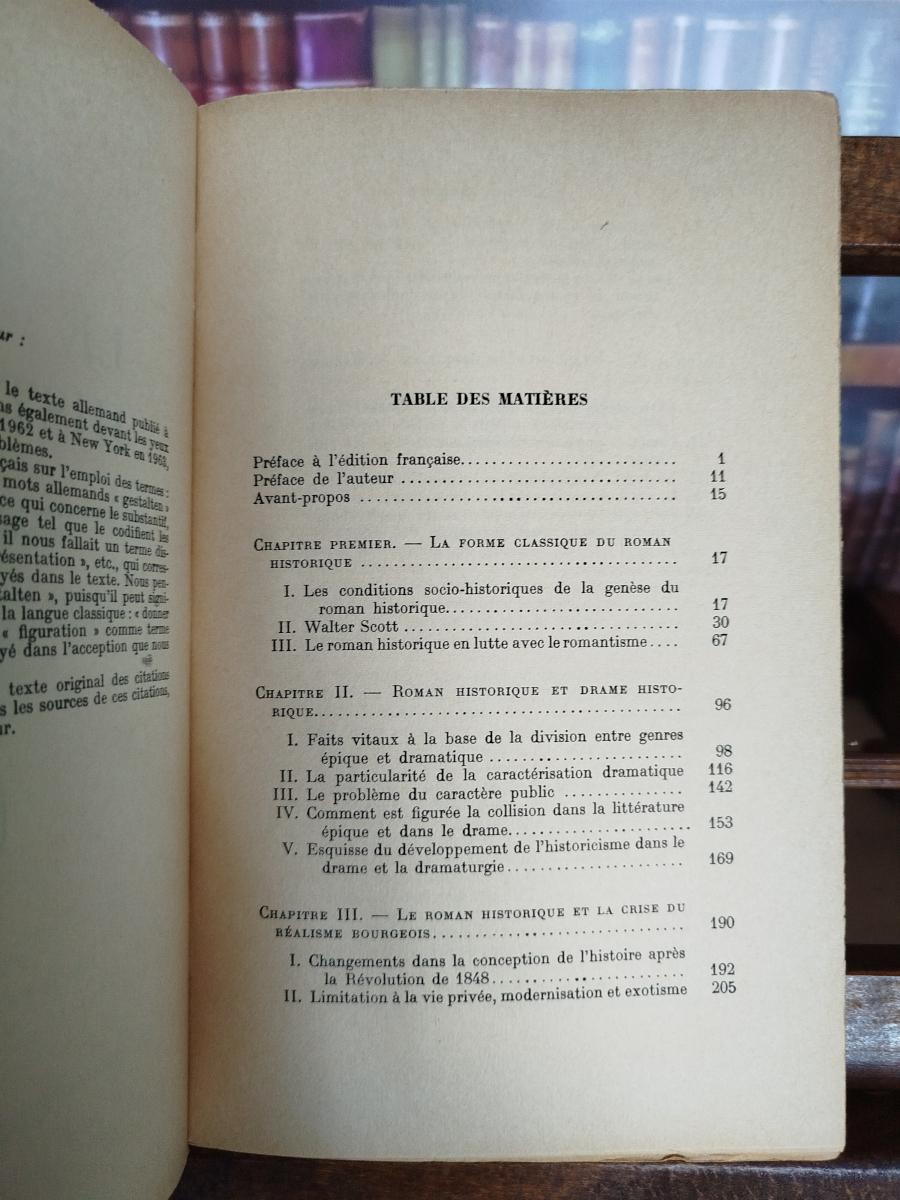 ur :
le texte allemand publié à
ns également devant les yeux
1962 et à New York en 1963,
blèmes.
çais sur l'emploi des termes :
mots allemands « gestalten »
ce qui concerne le substantif,
sage tel que le codifient les
il nous fallait un terme dis-
résentation », etc., qui corres-
yés dans le texte. Nous pen-
talten », puisqu'il peut signi-
la langue classique : « donner
« figuration » comme terme
yé dans l'acception que nous
texte original des citations
s les sources de ces citations,
ur.
TABLE DES MATIÈRES
Préface à l'édition française........................... 1
Préface de l'auteur ................................... 11
Avant-propos ........................................ 15
CHAPITRE PREMIER. — LA FORME CLASSIQUE DU ROMAN
HISTORIQUE ........................................ 17
I. Les conditions socio-historiques de la genèse du
roman historique............................. 17
II. Walter Scott ................................... 30
III. Le roman historique en lutte avec le romantisme.... 67
CHAPITRE II. — ROMAN HISTORIQUE ET DRAME HISTO-
RIQUE.............................................. 96
I. Faits vitaux à la base de la division entre genres
épique et dramatique ........................ 98
II. La particularité de la caractérisation dramatique 116
III. Le problème du caractère public ............... 142
IV. Comment est figurée la collision dans la littérature
épique et dans le drame....................... 153
V. Esquisse du développement de l'historicisme dans le
drame et la dramaturgie....................... 169
CHAPITRE III. — LE ROMAN HISTORIQUE ET LA CRISE DU
RÉALISME BOURGEOIS................................ 190
I. Changements dans la conception de l'histoire après
la Révolution de 1848......................... 192
II. Limitation à la vie privée, modernisation et exotisme 205